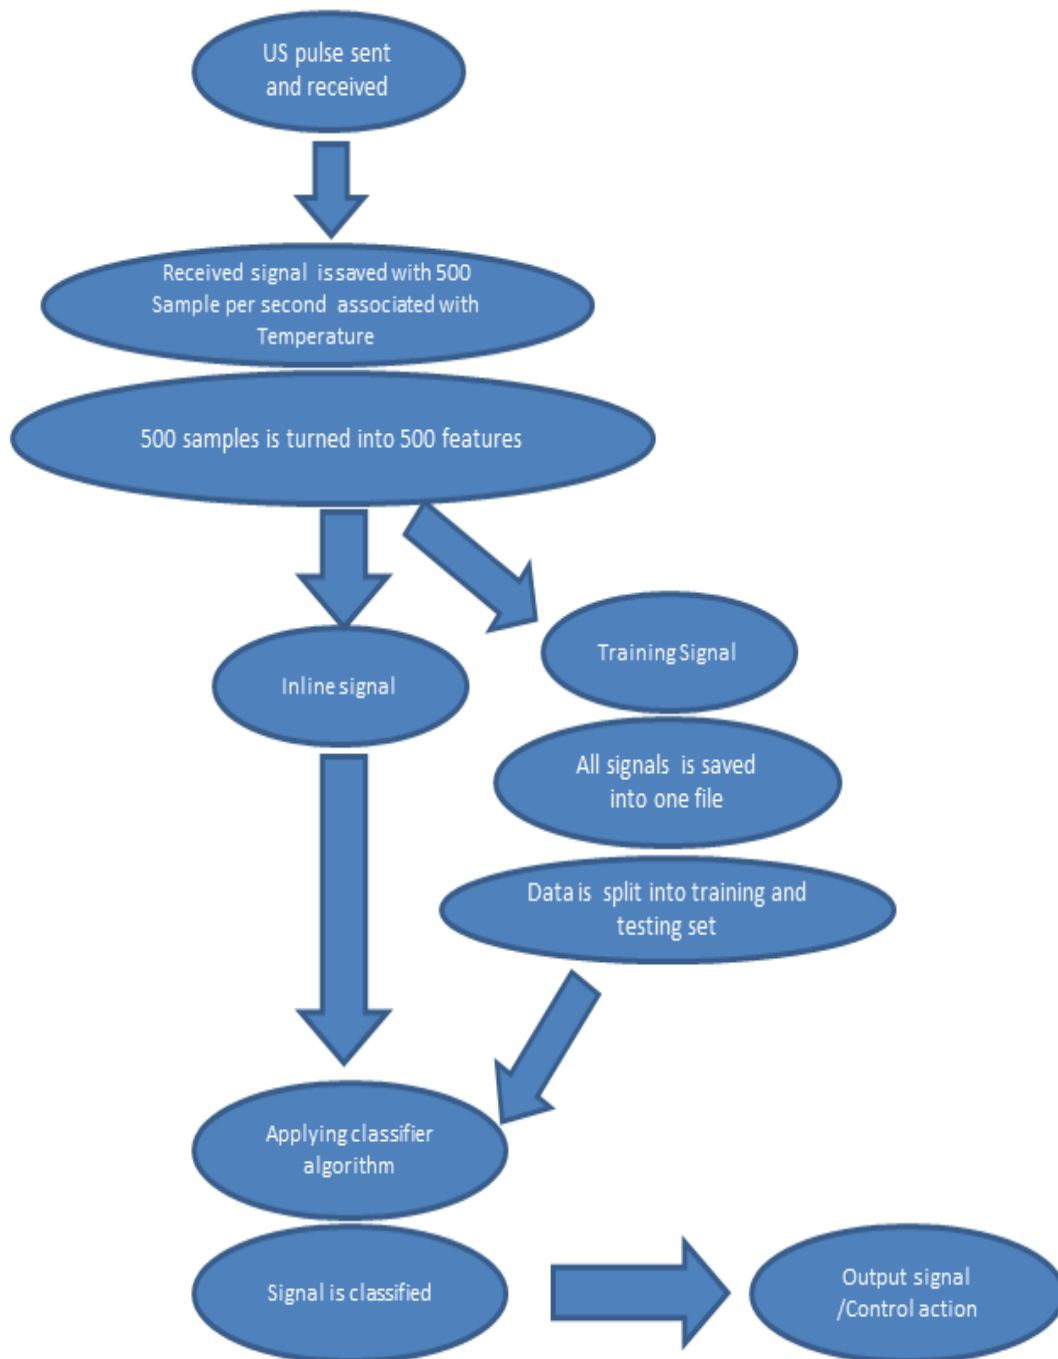 US pulse sent
and received
Received signal is saved with 500
Sample per second associated with
Temperature
500 samples is turned into 500 features
Inline signal
Training Signal
All signals is saved
into one file
Data is split into training and
testing set
Applying classifier
algorithm
Signal is classified
Output signal
/Control action